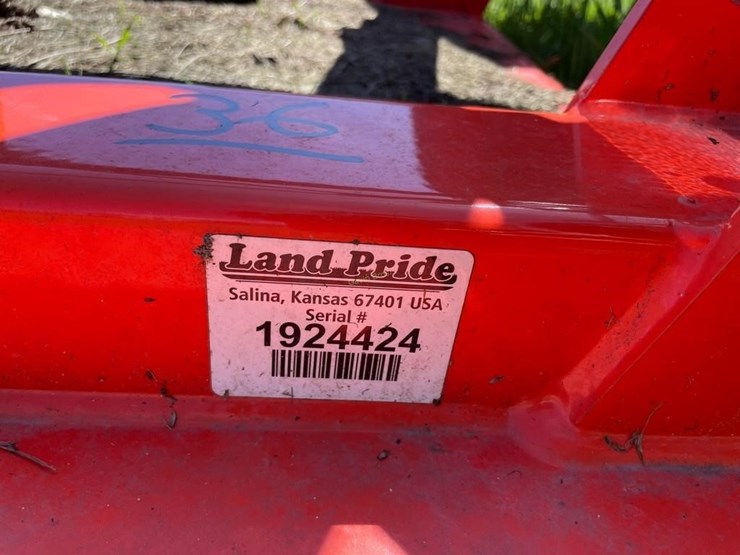 36
Land Pride
Salina, Kansas 67401 USA
Serial #
1924424